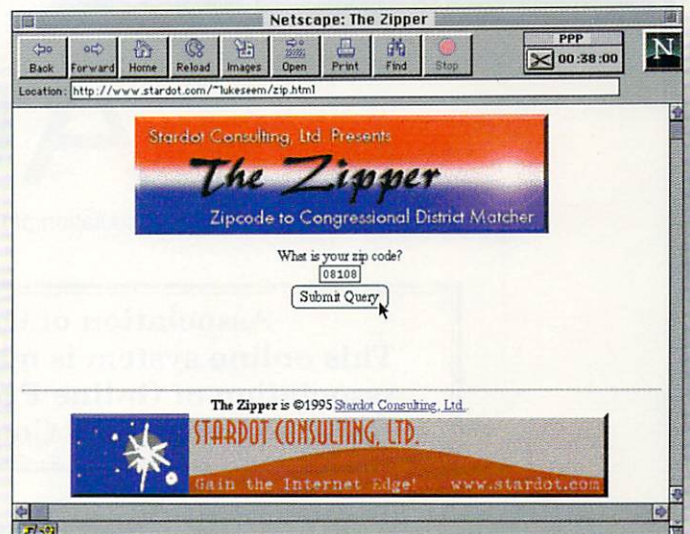 Netscape: The Zipper
Back Forward Home Reload Images Open Print Find Stop
PPP
00:38:00
N
Location: http://www.stardot.com/~lukeseem/zip.html
Stardot Consulting, Ltd. Presents
The Zipper
Zipcode to Congressional District Matcher
What is your zip code?
08108
Submit Query
The Zipper is ©1995 Stardot Consulting, Ltd.
STARDOT CONSULTING, LTD.
Gain the Internet Edge! www.stardot.com